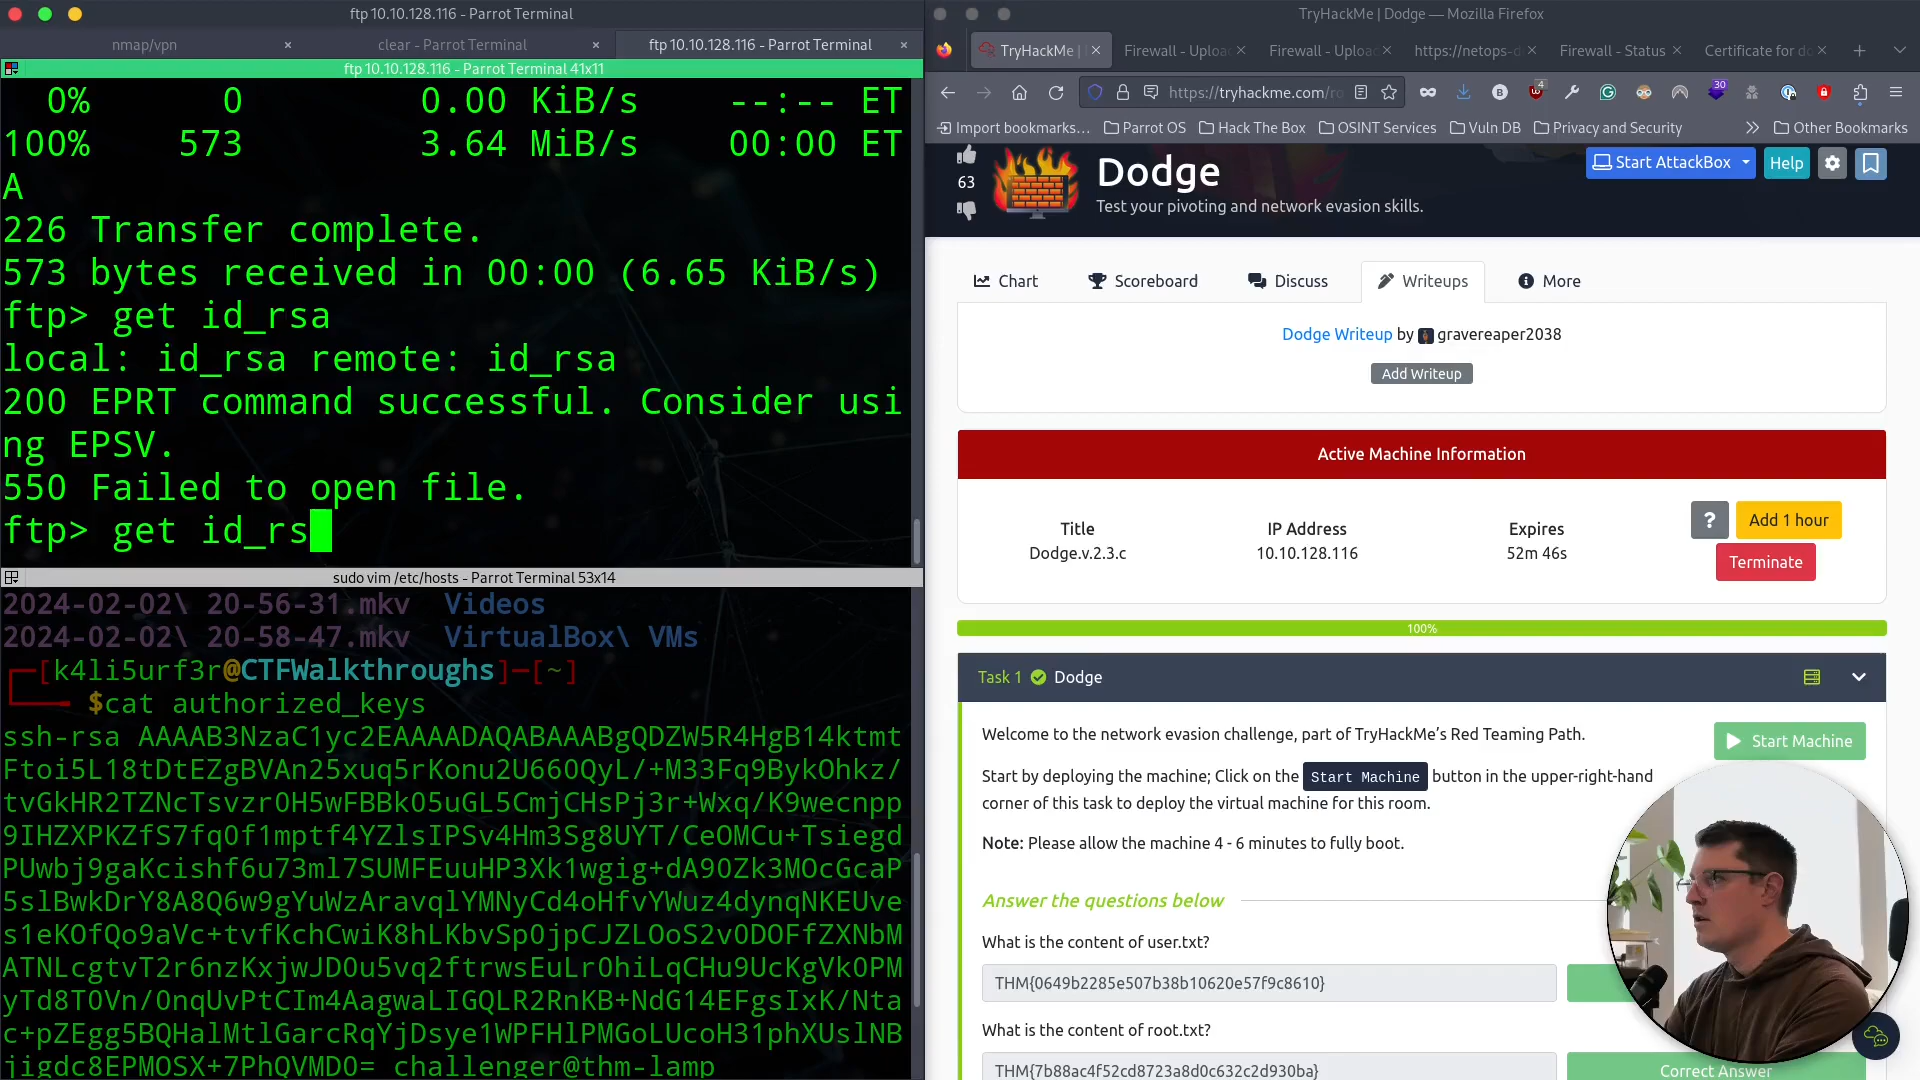 ftp 10.10.128.116 - Parrot Terminal
nmap/vpn
clear - Parrot Terminal
ftp 10.10.128.116 - Parrot Terminal
ftp 10.10.128.116 - Parrot Terminal 41x11
0% 0 0.00 KiB/s --:-- ET
100% 573 3.64 MiB/s 00:00 ET
A
226 Transfer complete.
573 bytes received in 00:00 (6.65 KiB/s)
ftp> get id_rsa
local: id_rsa remote: id_rsa
200 EPRT command successful. Consider usi
ng EPSV.
550 Failed to open file.
ftp> get id_rs
sudo vim /etc/hosts - Parrot Terminal 53x14
2024-02-02\ 20-56-31.mkv Videos
2024-02-02\ 20-58-47.mkv VirtualBox\ VMs
[k4li5urf3r@CTFWalkthroughs]-[~]
$cat authorized_keys
ssh-rsa AAAAB3NzaC1yc2EAAAADAQABAAABgQDZW5R4HgB14ktmt
Ftoi5L18tDtEZgBVAn25xuq5rKonu2U66OQyL/+M33Fq9BykOhkz/
tvGkHR2TZNcTsvzr0H5wFBBk05uGL5CmjCHsPj3r+Wxq/K9wecnpp
9IHZXPKZfS7fq0f1mptf4YZlsIPSv4Hm3Sg8UYT/CeOMCu+Tsiegd
PUwbj9gaKcishf6u73ml7SUMFEuuHP3Xk1wgig+dA9OZk3MOcGcaP
5slBwkDrY8A8Q6w9gYuWzAravqlYMNyCd4oHfvYWuz4dynqNKEUve
s1eKOfQo9aVc+tvfKchCwiK8hLKbvSp0jpCJZLOoS2vODOFfZXNbM
ATNLcgtvT2r6nzKxjwJDOu5vq2ftrwsEuLrOhiLqCHu9UcKgVk0PM
yTd8TOVn/0nqUvPtCIm4AagwaLIGQLR2RnKB+NdG14EFgsIxK/Nta
c+pZEgg5BQHalMtlGarcRqYjDsye1WPFHlPMGoLUcoH31phXUslNB
jigdc8EPMOSX+7PhQVMDO= challenger@thm-lamp
TryHackMe | Dodge — Mozilla Firefox
TryHackMe |
Firewall - Uploa
Firewall - Uploa
https://netops-d
Firewall - Status
Certificate for do
https://tryhackme.com/ro
4
30
Import bookmarks...
Parrot OS
Hack The Box
OSINT Services
Vuln DB
Privacy and Security
Other Bookmarks
63
Dodge
Test your pivoting and network evasion skills.
Start AttackBox
Help
Chart
Scoreboard
Discuss
Writeups
More
Dodge Writeup by gravereaper2038
Add Writeup
Active Machine Information
Title
Dodge.v.2.3.c
IP Address
10.10.128.116
Expires
52m 46s
?
Add 1 hour
Terminate
100%
Task 1 Dodge
Welcome to the network evasion challenge, part of TryHackMe’s Red Teaming Path.
Start Machine
Start by deploying the machine; Click on the Start Machine button in the upper-right-hand
corner of this task to deploy the virtual machine for this room.
Note: Please allow the machine 4 - 6 minutes to fully boot.
Answer the questions below
What is the content of user.txt?
THM{0649b2285e507b38b10620e57f9c8610}
What is the content of root.txt?
THM{7b88ac4f52cd8723a8d0c632c2d930ba}
Correct Answer